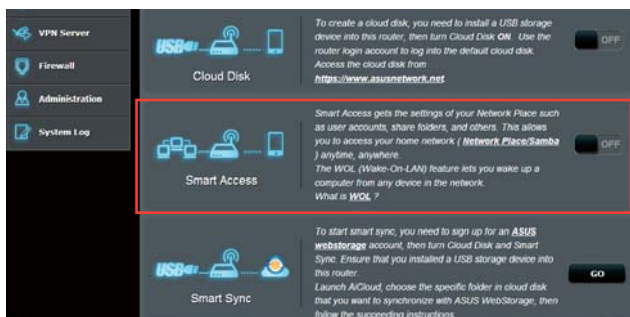 VPN Server
Firewall
Administration
System Log
USB
Cloud Disk
To create a cloud disk, you need to install a USB storage
device into this router, then turn Cloud Disk ON. Use the
router login account to log into the default cloud disk.
Access the cloud disk from
https://www.asusnetwork.net
OFF
Smart Access
Smart Access gets the settings of your Network Place such
as user accounts, share folders, and others. This allows
you to access your home network ( Network Place/Samba
) anytime, anywhere.
The WOL (Wake-On-LAN) feature lets you wake up a
computer from any device in the network.
What is WOL ?
OFF
USB
Smart Sync
To start smart sync, you need to sign up for an ASUS
webstorage account, then turn Cloud Disk and Smart
Sync. Ensure that you installed a USB storage device into
this router.
Launch AiCloud, choose the specific folder in cloud disk
that you want to synchronize with ASUS WebStorage, then
follow the succeeding instructions.
GO